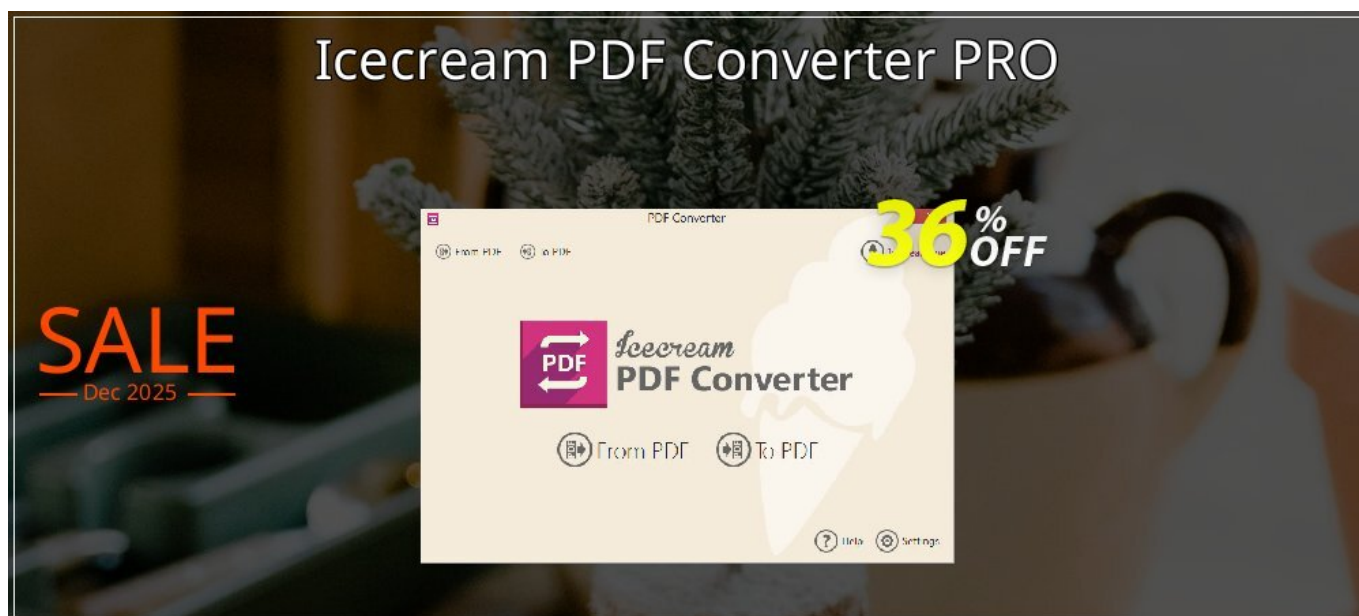 Icecream PDF Converter PRO
PDF Converter
36% OFF
From PDF To PDF
SALE
Dec 2025
PDF
Icecream
PDF Converter
From PDF To PDF
Help Settings